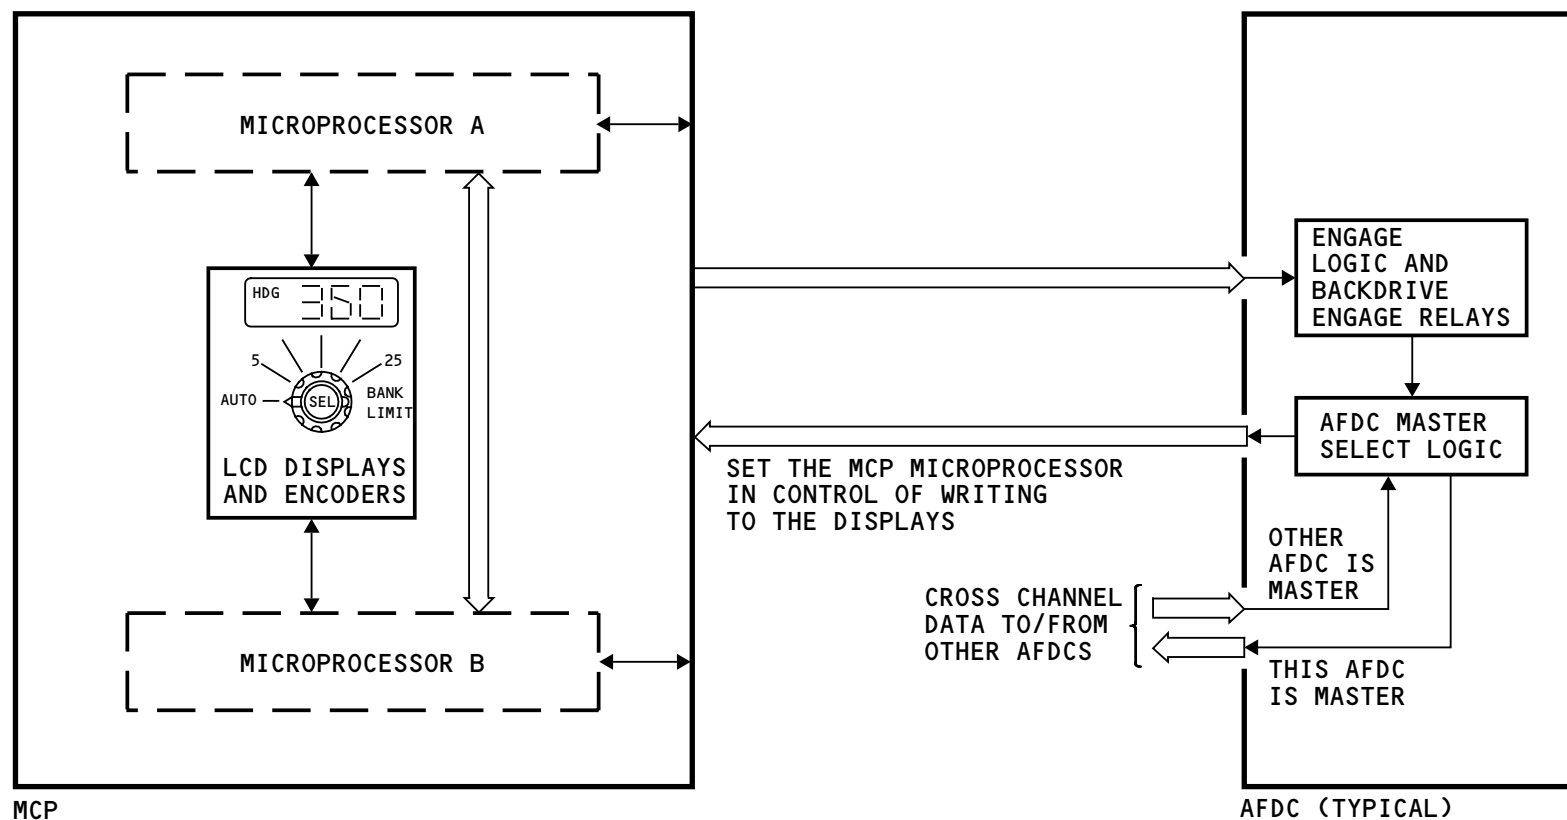 MICROPROCESSOR A
HDG 360
5
25
AUTO
SEL
BANK
LIMIT
LCD DISPLAYS
AND ENCODERS
MICROPROCESSOR B
MCP
SET THE MCP MICROPROCESSOR
IN CONTROL OF WRITING
TO THE DISPLAYS
CROSS CHANNEL
DATA TO/FROM
OTHER AFDCS
ENGAGE
LOGIC AND
BACKDRIVE
ENGAGE RELAYS
AFDC MASTER
SELECT LOGIC
OTHER
AFDC IS
MASTER
THIS AFDC
IS MASTER
AFDC (TYPICAL)